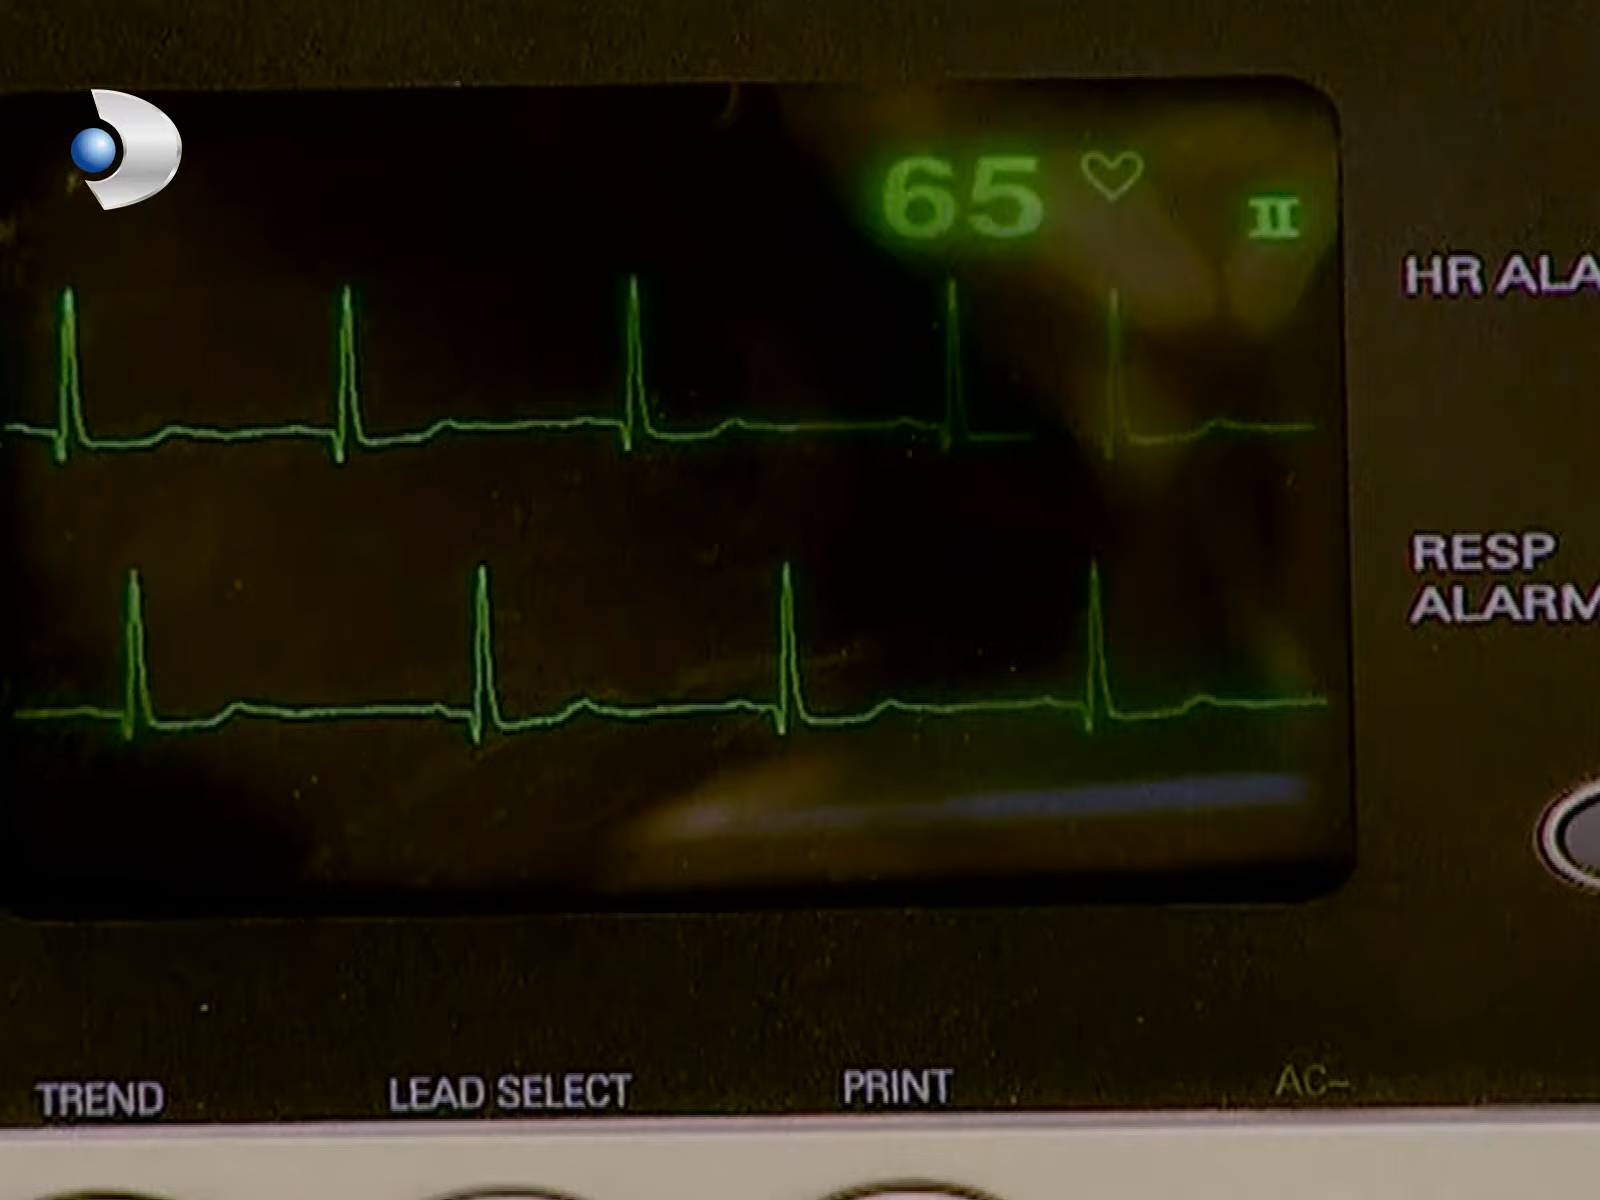 65
II
HR ALA
RESP
ALARM
TREND
LEAD SELECT
PRINT
AC~